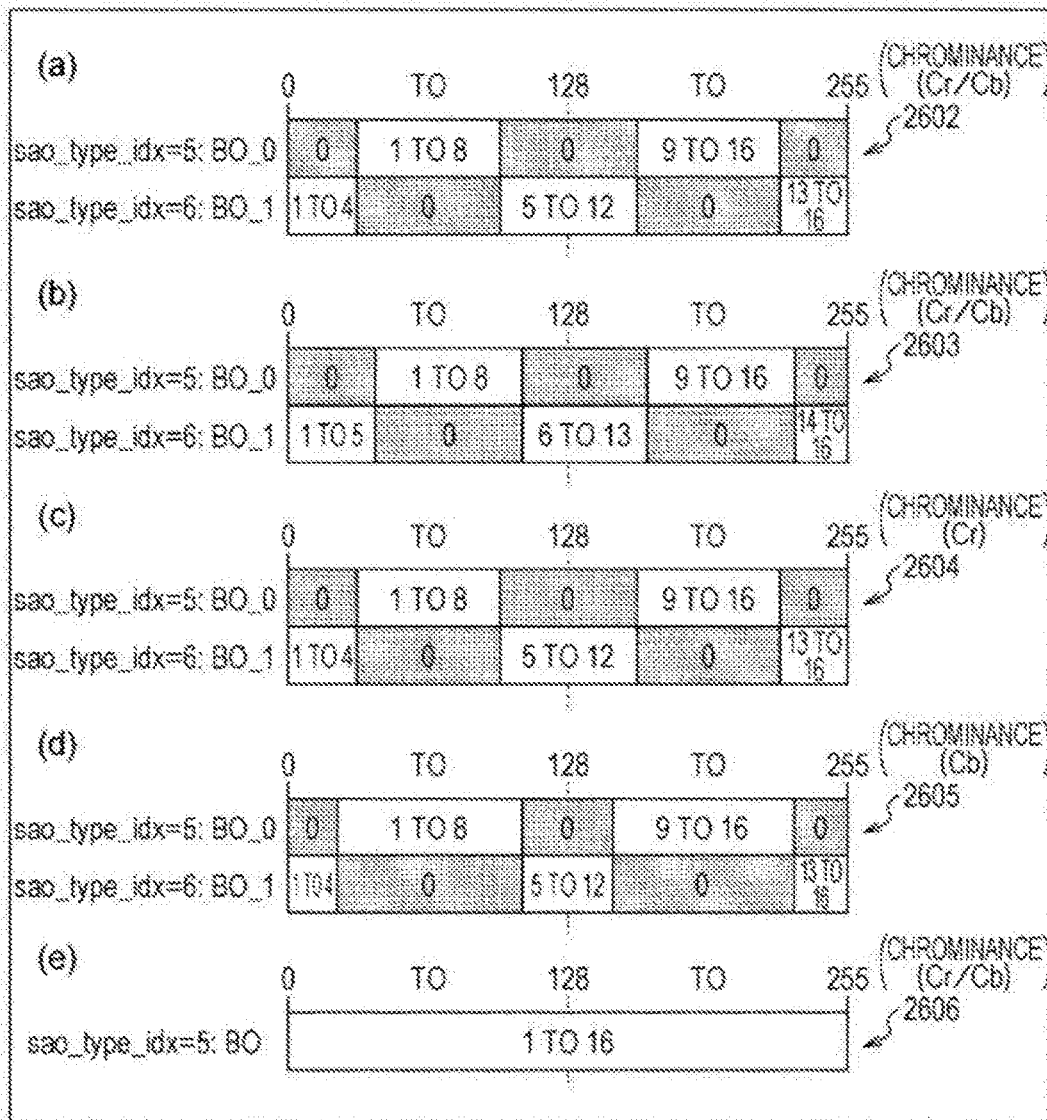 (a)
0 TO 128 TO 255 (CHROMINANCE)
(Cr/Cb)
2602
sao_type_idx=5: BO_0 0 1 TO 8 0 9 TO 16 0
sao_type_idx=6: BO_1 1 TO 4 0 5 TO 12 0 13 TO 16
(b)
0 TO 128 TO 255 (CHROMINANCE)
(Cr/Cb)
2603
sao_type_idx=5: BO_0 0 1 TO 8 0 9 TO 16 0
sao_type_idx=6: BO_1 1 TO 5 0 6 TO 13 0 14 TO 16
(c)
0 TO 128 TO 255 (CHROMINANCE)
(Cr)
2604
sao_type_idx=5: BO_0 0 1 TO 8 0 9 TO 16 0
sao_type_idx=6: BO_1 1 TO 4 0 5 TO 12 0 13 TO 16
(d)
0 TO 128 TO 255 (CHROMINANCE)
(Cb)
2605
sao_type_idx=5: BO_0 0 1 TO 8 0 9 TO 16 0
sao_type_idx=6: BO_1 1 TO 4 0 5 TO 12 0 13 TO 16
(e)
0 TO 128 TO 255 (CHROMINANCE)
(Cr/Cb)
2606
sao_type_idx=5: BO 1 TO 16